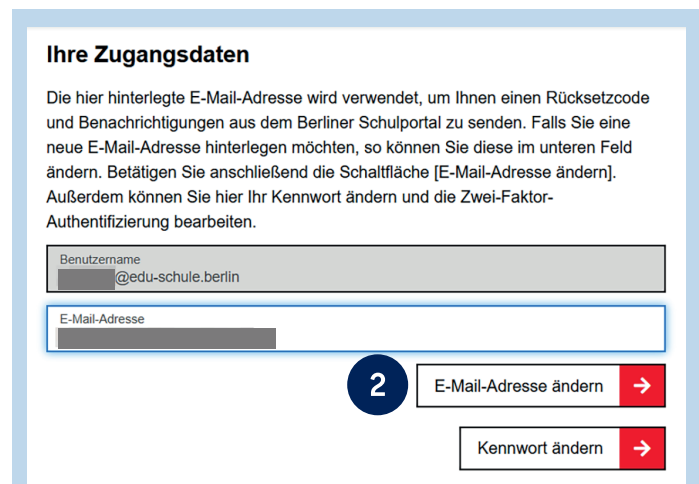 Ihre Zugangsdaten
Die hier hinterlegte E-Mail-Adresse wird verwendet, um Ihnen einen Rücksetzcode
und Benachrichtigungen aus dem Berliner Schulportal zu senden. Falls Sie eine
neue E-Mail-Adresse hinterlegen möchten, so können Sie diese im unteren Feld
ändern. Betätigen Sie anschließend die Schaltfläche [E-Mail-Adresse ändern].
Außerdem können Sie hier Ihr Kennwort ändern und die Zwei-Faktor-
Authentifizierung bearbeiten.
Benutzername
@edu-schule.berlin
E-Mail-Adresse
2
E-Mail-Adresse ändern
Kennwort ändern